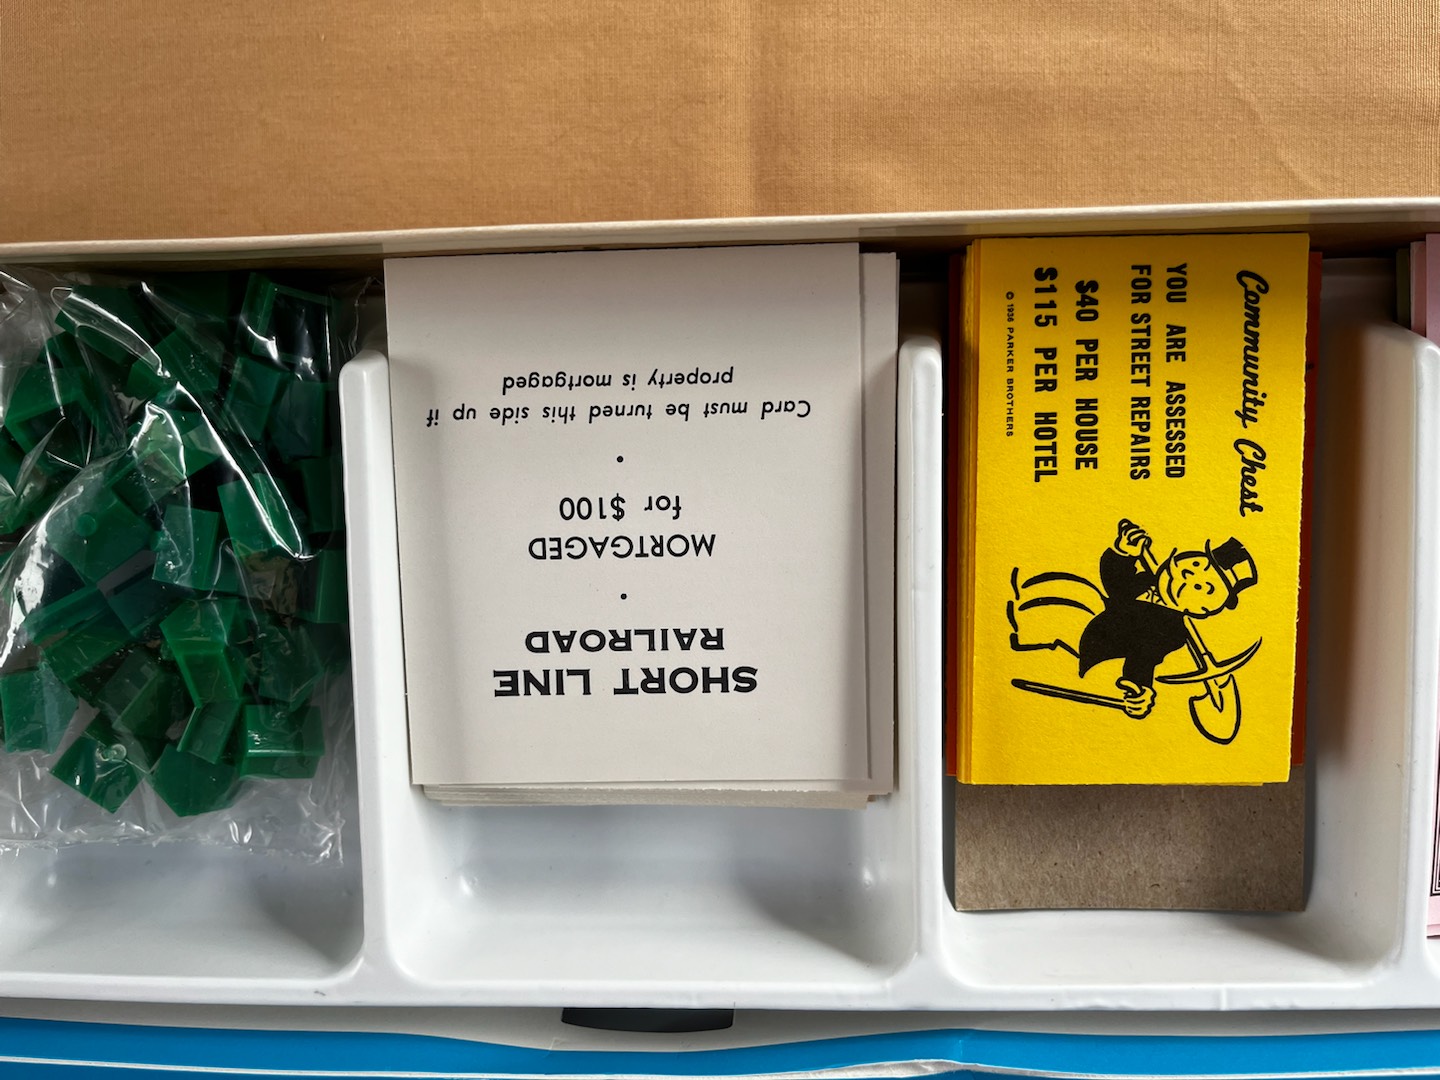 SHORT LINE
RAILROAD
•
MORTGAGED
for $100
•
Card must be turned this side up if
property is mortgaged
Community Chest
YOU ARE ASSESSED
FOR STREET REPAIRS
$40 PER HOUSE
$115 PER HOTEL
© 1936 PARKER BROTHERS